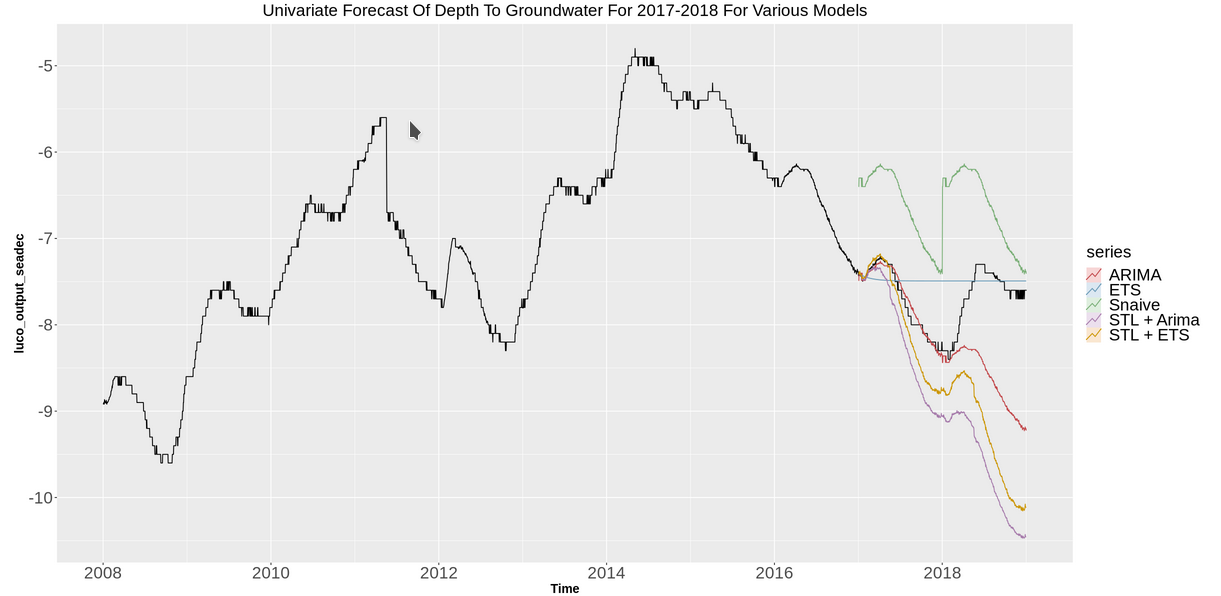 Univariate Forecast Of Depth To Groundwater For 2017-2018 For Various Models
-5
-6
-7
-8
-9
-10
luco_output_seadec
2008 2010 2012 2014 2016 2018
Time
series
ARIMA
ETS
Snaive
STL + Arima
STL + ETS